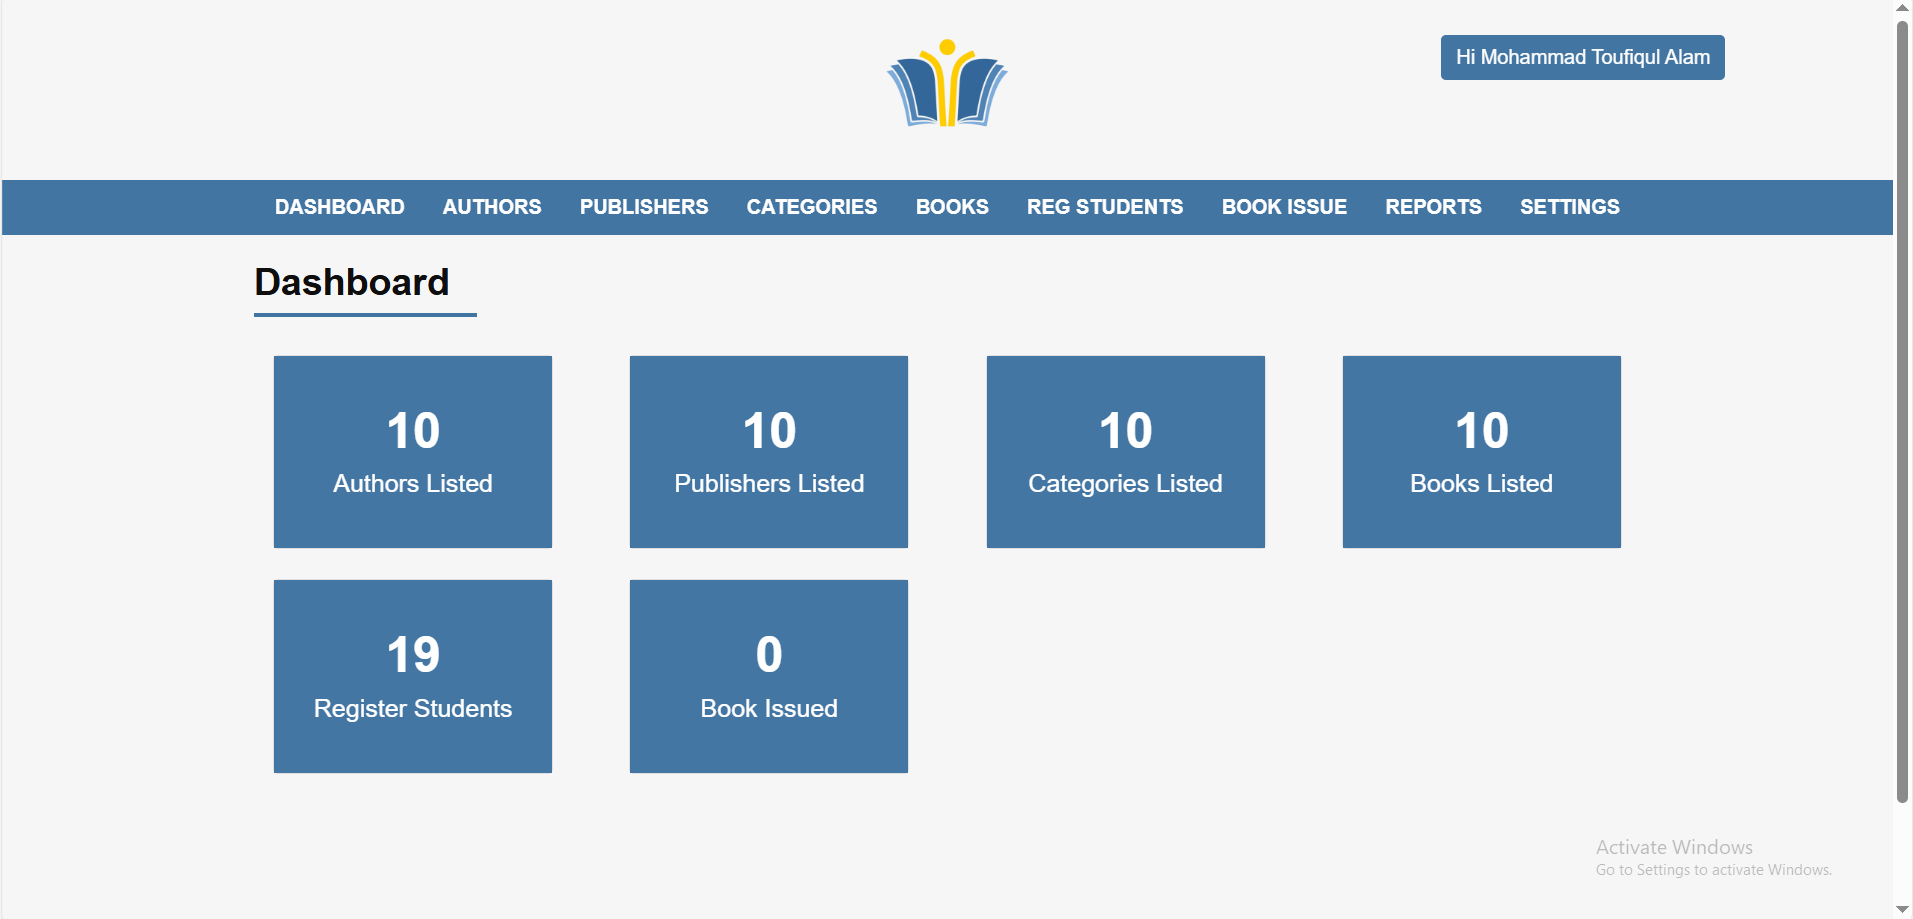 Hi Mohammad Toufiqul Alam
DASHBOARD AUTHORS PUBLISHERS CATEGORIES BOOKS REG STUDENTS BOOK ISSUE REPORTS SETTINGS
Dashboard
10
Authors Listed
10
Publishers Listed
10
Categories Listed
10
Books Listed
19
Register Students
0
Book Issued
Activate Windows
Go to Settings to activate Windows.